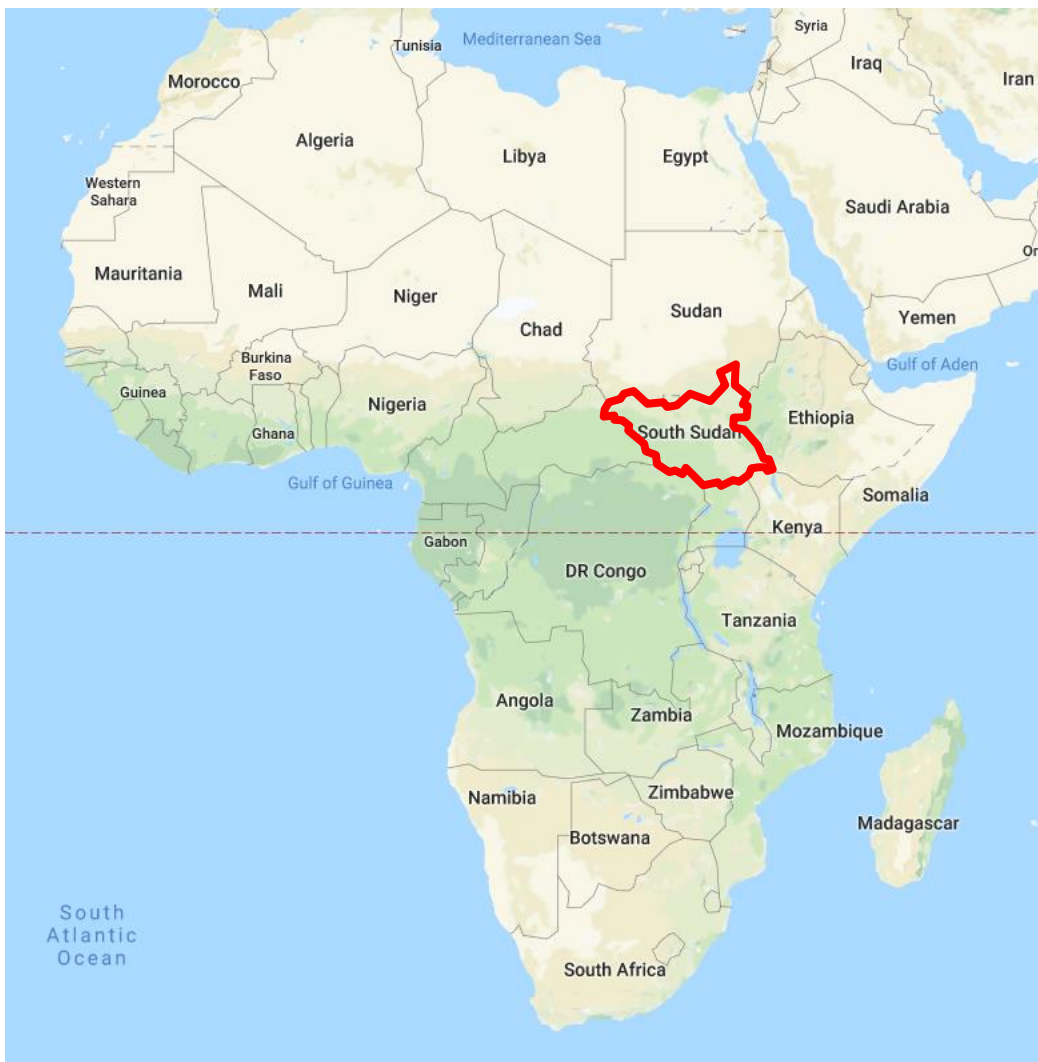 Syria
Mediterranean Sea
Tunisia
Iraq
Morocco
Iran
Algeria
Libya
Egypt
Western
Sahara
Saudi Arabia
Or
Mauritania
Mali
Niger
Sudan
Yemen
Chad
Burkina
Faso
Gulf of Aden
Guinea
Nigeria
Ethiopia
Ghana
South Sudan
Gulf of Guinea
Somalia
Kenya
Gabon
DR Congo
Tanzania
Angola
Zambia
Mozambique
Zimbabwe
Namibia
Madagascar
Botswana
South
Atlantic
Ocean
South Africa